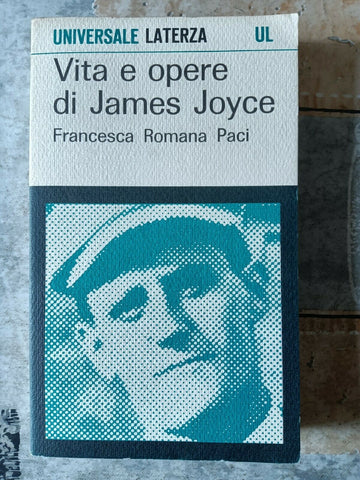 UNIVERSALE LATERZA UL
Vita e opere
di James Joyce
Francesca Romana Paci